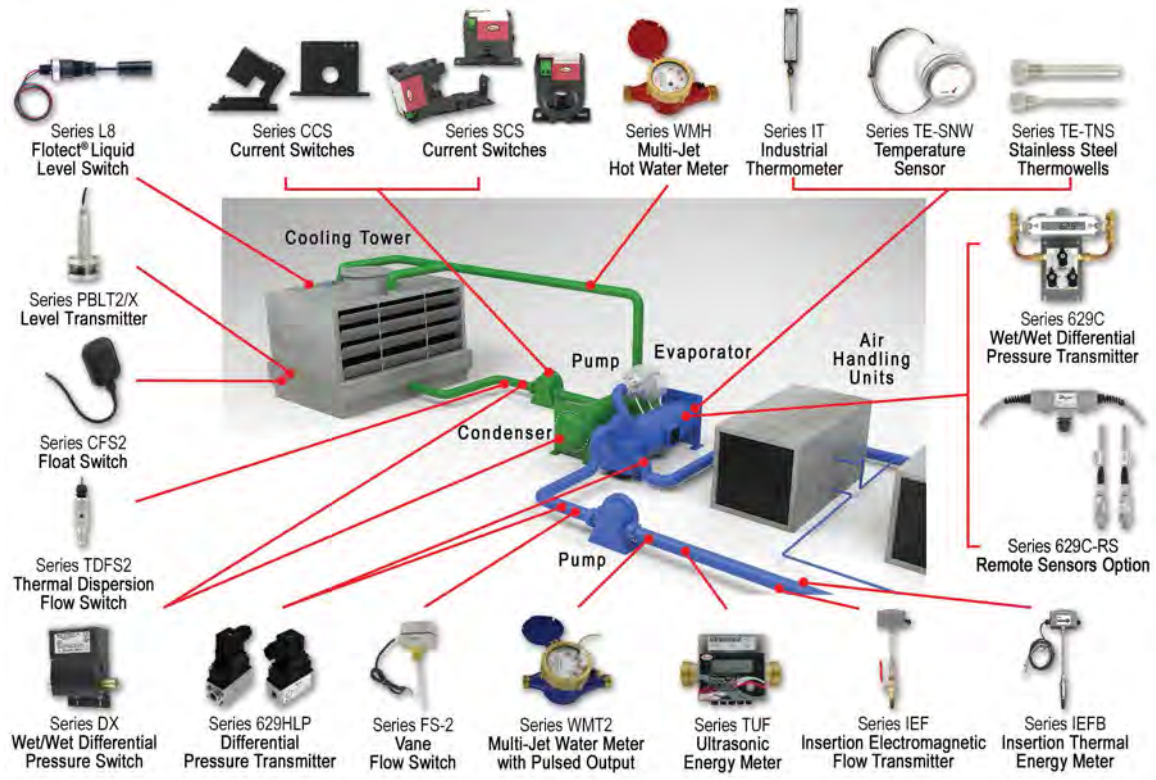 Series L8
Flotect® Liquid
Level Switch
Series CCS
Current Switches
Series SCS
Current Switches
Series WMH
Multi-Jet
Hot Water Meter
Series IT
Industrial
Thermometer
Series TE-SNW
Temperature
Sensor
Series TE-TNS
Stainless Steel
Thermowells
Series PBLT2/X
Level Transmitter
Series CFS2
Float Switch
Series TDFS2
Thermal Dispersion
Flow Switch
Cooling Tower
Pump
Evaporator
Condenser
Air
Handling
Units
Pump
Series 629C
Wet/Wet Differential
Pressure Transmitter
Series 629C-RS
Remote Sensors Option
Series DX
Wet/Wet Differential
Pressure Switch
Series 629HLP
Differential
Pressure Transmitter
Series FS-2
Vane
Flow Switch
Series WMT2
Multi-Jet Water Meter
with Pulsed Output
Series TUF
Ultrasonic
Energy Meter
Series IEF
Insertion Electromagnetic
Flow Transmitter
Series IEFB
Insertion Thermal
Energy Meter